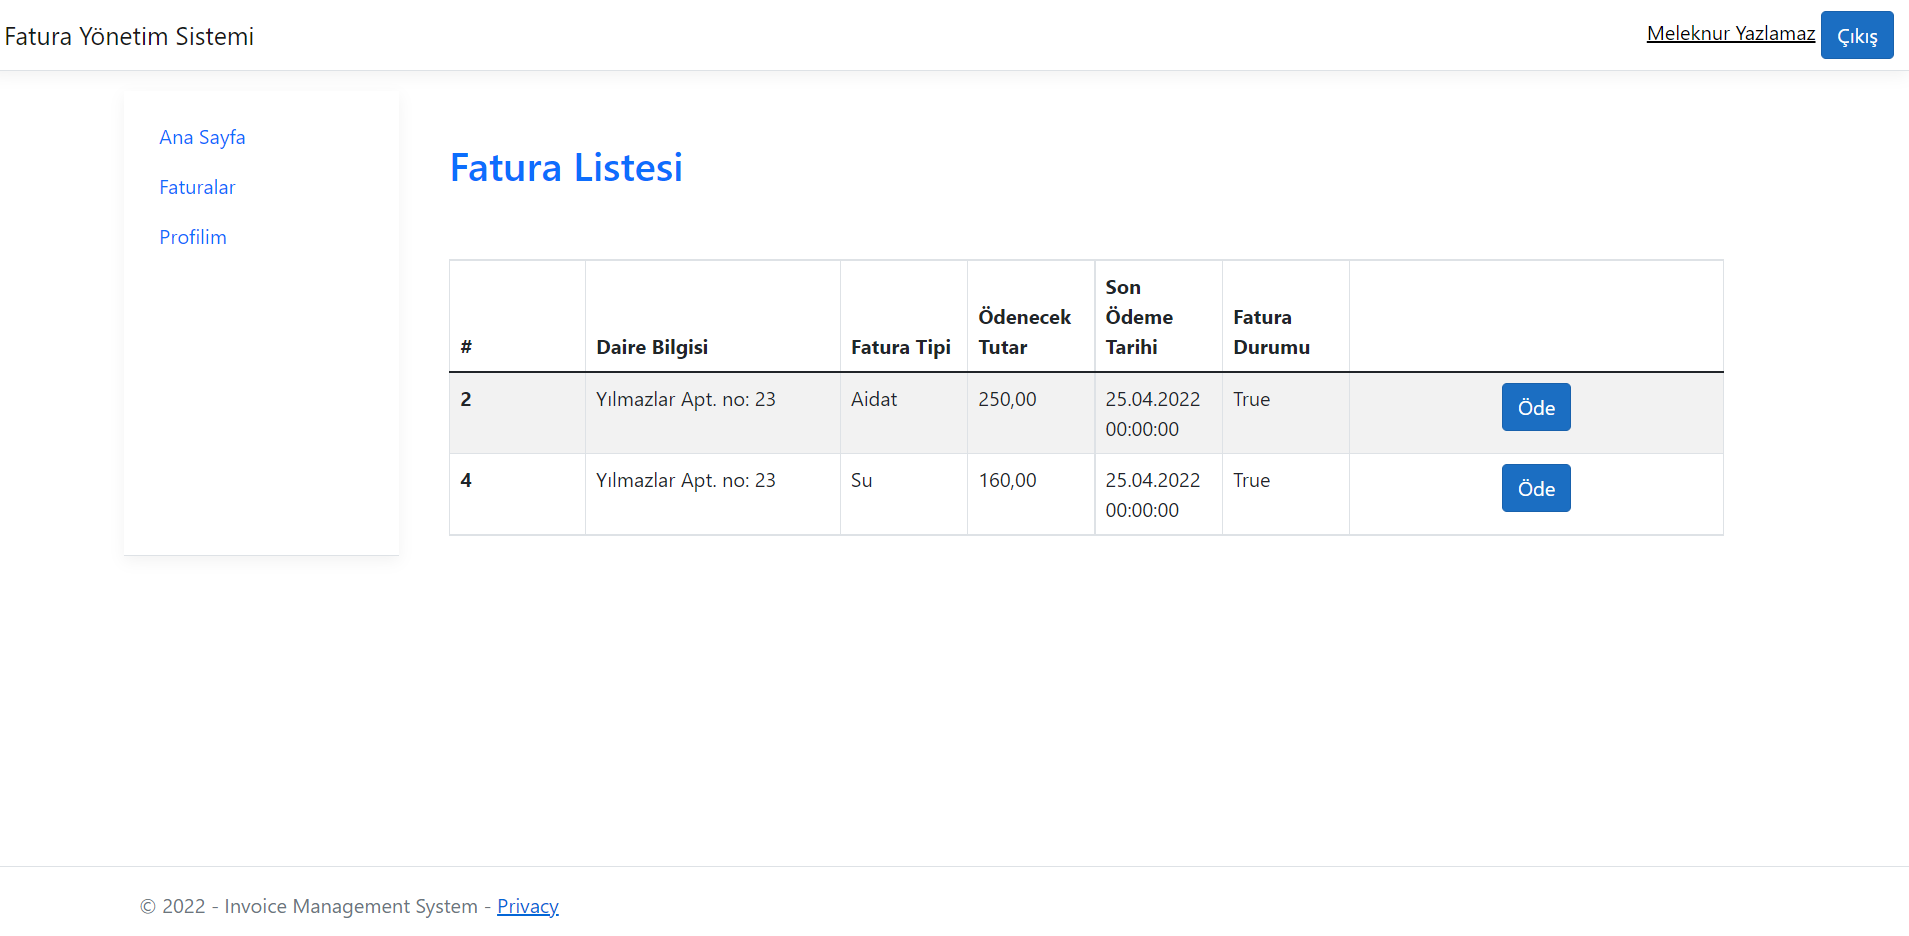 Fatura Yönetim Sistemi
Meleknur Yazlamaz Çıkış
Ana Sayfa
Faturalar
Profilim
Fatura Listesi
# Daire Bilgisi Fatura Tipi Ödenecek Tutar Son Ödeme Tarihi Fatura Durumu
2 Yılmazlar Apt. no: 23 Aidat 250,00 25.04.2022 00:00:00 True Öde
4 Yılmazlar Apt. no: 23 Su 160,00 25.04.2022 00:00:00 True Öde
© 2022 - Invoice Management System - Privacy